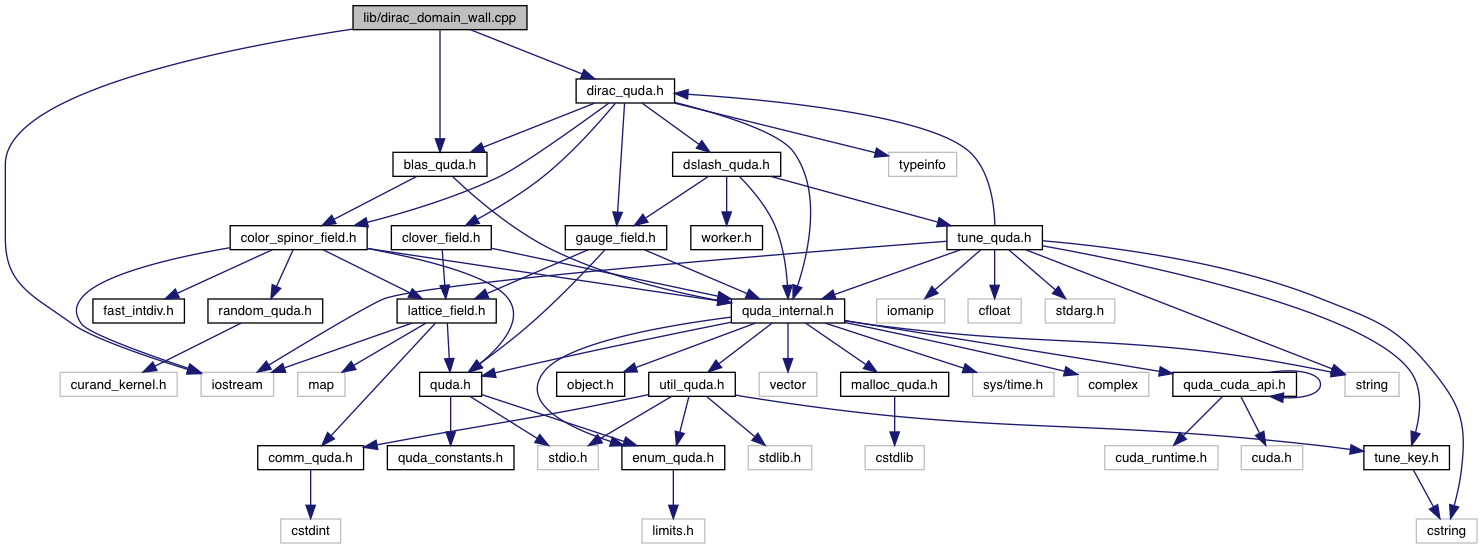 lib/dirac_domain_wall.cpp
dirac_quda.h
blas_quda.h
dslash_quda.h
typeinfo
color_spinor_field.h
clover_field.h
gauge_field.h
worker.h
tune_quda.h
fast_intdiv.h
random_quda.h
lattice_field.h
quda_internal.h
iomanip
cfloat
stdarg.h
curand_kernel.h
iostream
map
quda.h
object.h
util_quda.h
vector
malloc_quda.h
sys/time.h
complex
quda_cuda_api.h
string
comm_quda.h
quda_constants.h
stdio.h
enum_quda.h
stdlib.h
cstdlib
cuda_runtime.h
cuda.h
tune_key.h
cstdint
limits.h
cstring